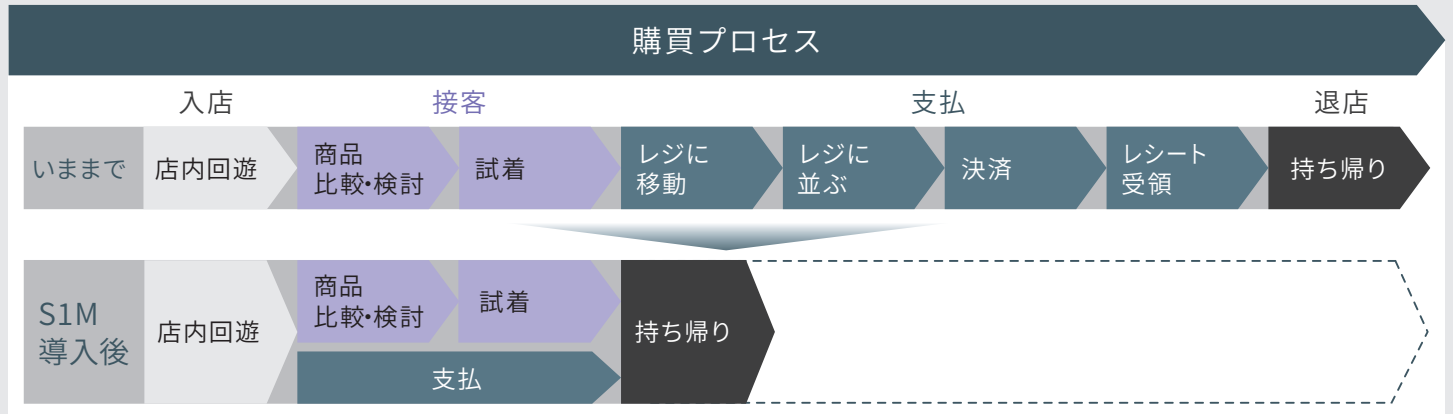 購買プロセス
入店
接客
支払
退店
いままで
店内回遊
商品
比較・検討
試着
レジに
移動
レジに
並ぶ
決済
レシート
受領
持ち帰り
S1M
導入後
店内回遊
商品
比較・検討
試着
支払
持ち帰り